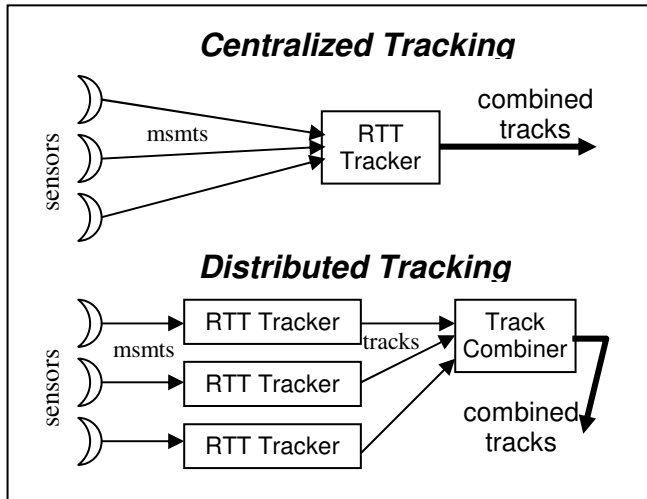 Centralized Tracking
sensors
msmts
RTT
Tracker
combined
tracks
Distributed Tracking
sensors
msmts
RTT Tracker
RTT Tracker
RTT Tracker
tracks
Track
Combiner
combined
tracks